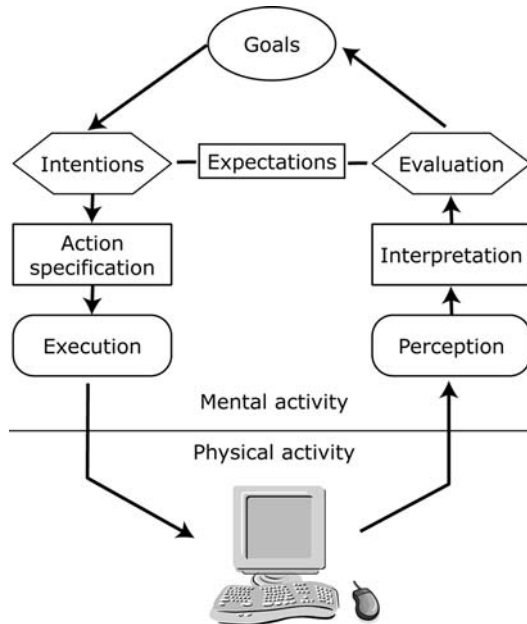 Goals
Intentions
Expectations
Evaluation
Action
specification
Interpretation
Execution
Perception
Mental activity
Physical activity